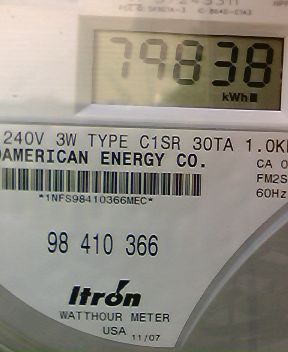 79838
kWh
240V 3W TYPE C1SR 30TA 1.0K
AMERICAN ENERGY CO.
CA 0
FM2S
60Hz
*1NFS98410366MEC*
98 410 366
Itron
WATTHOUR METER
USA 11/07